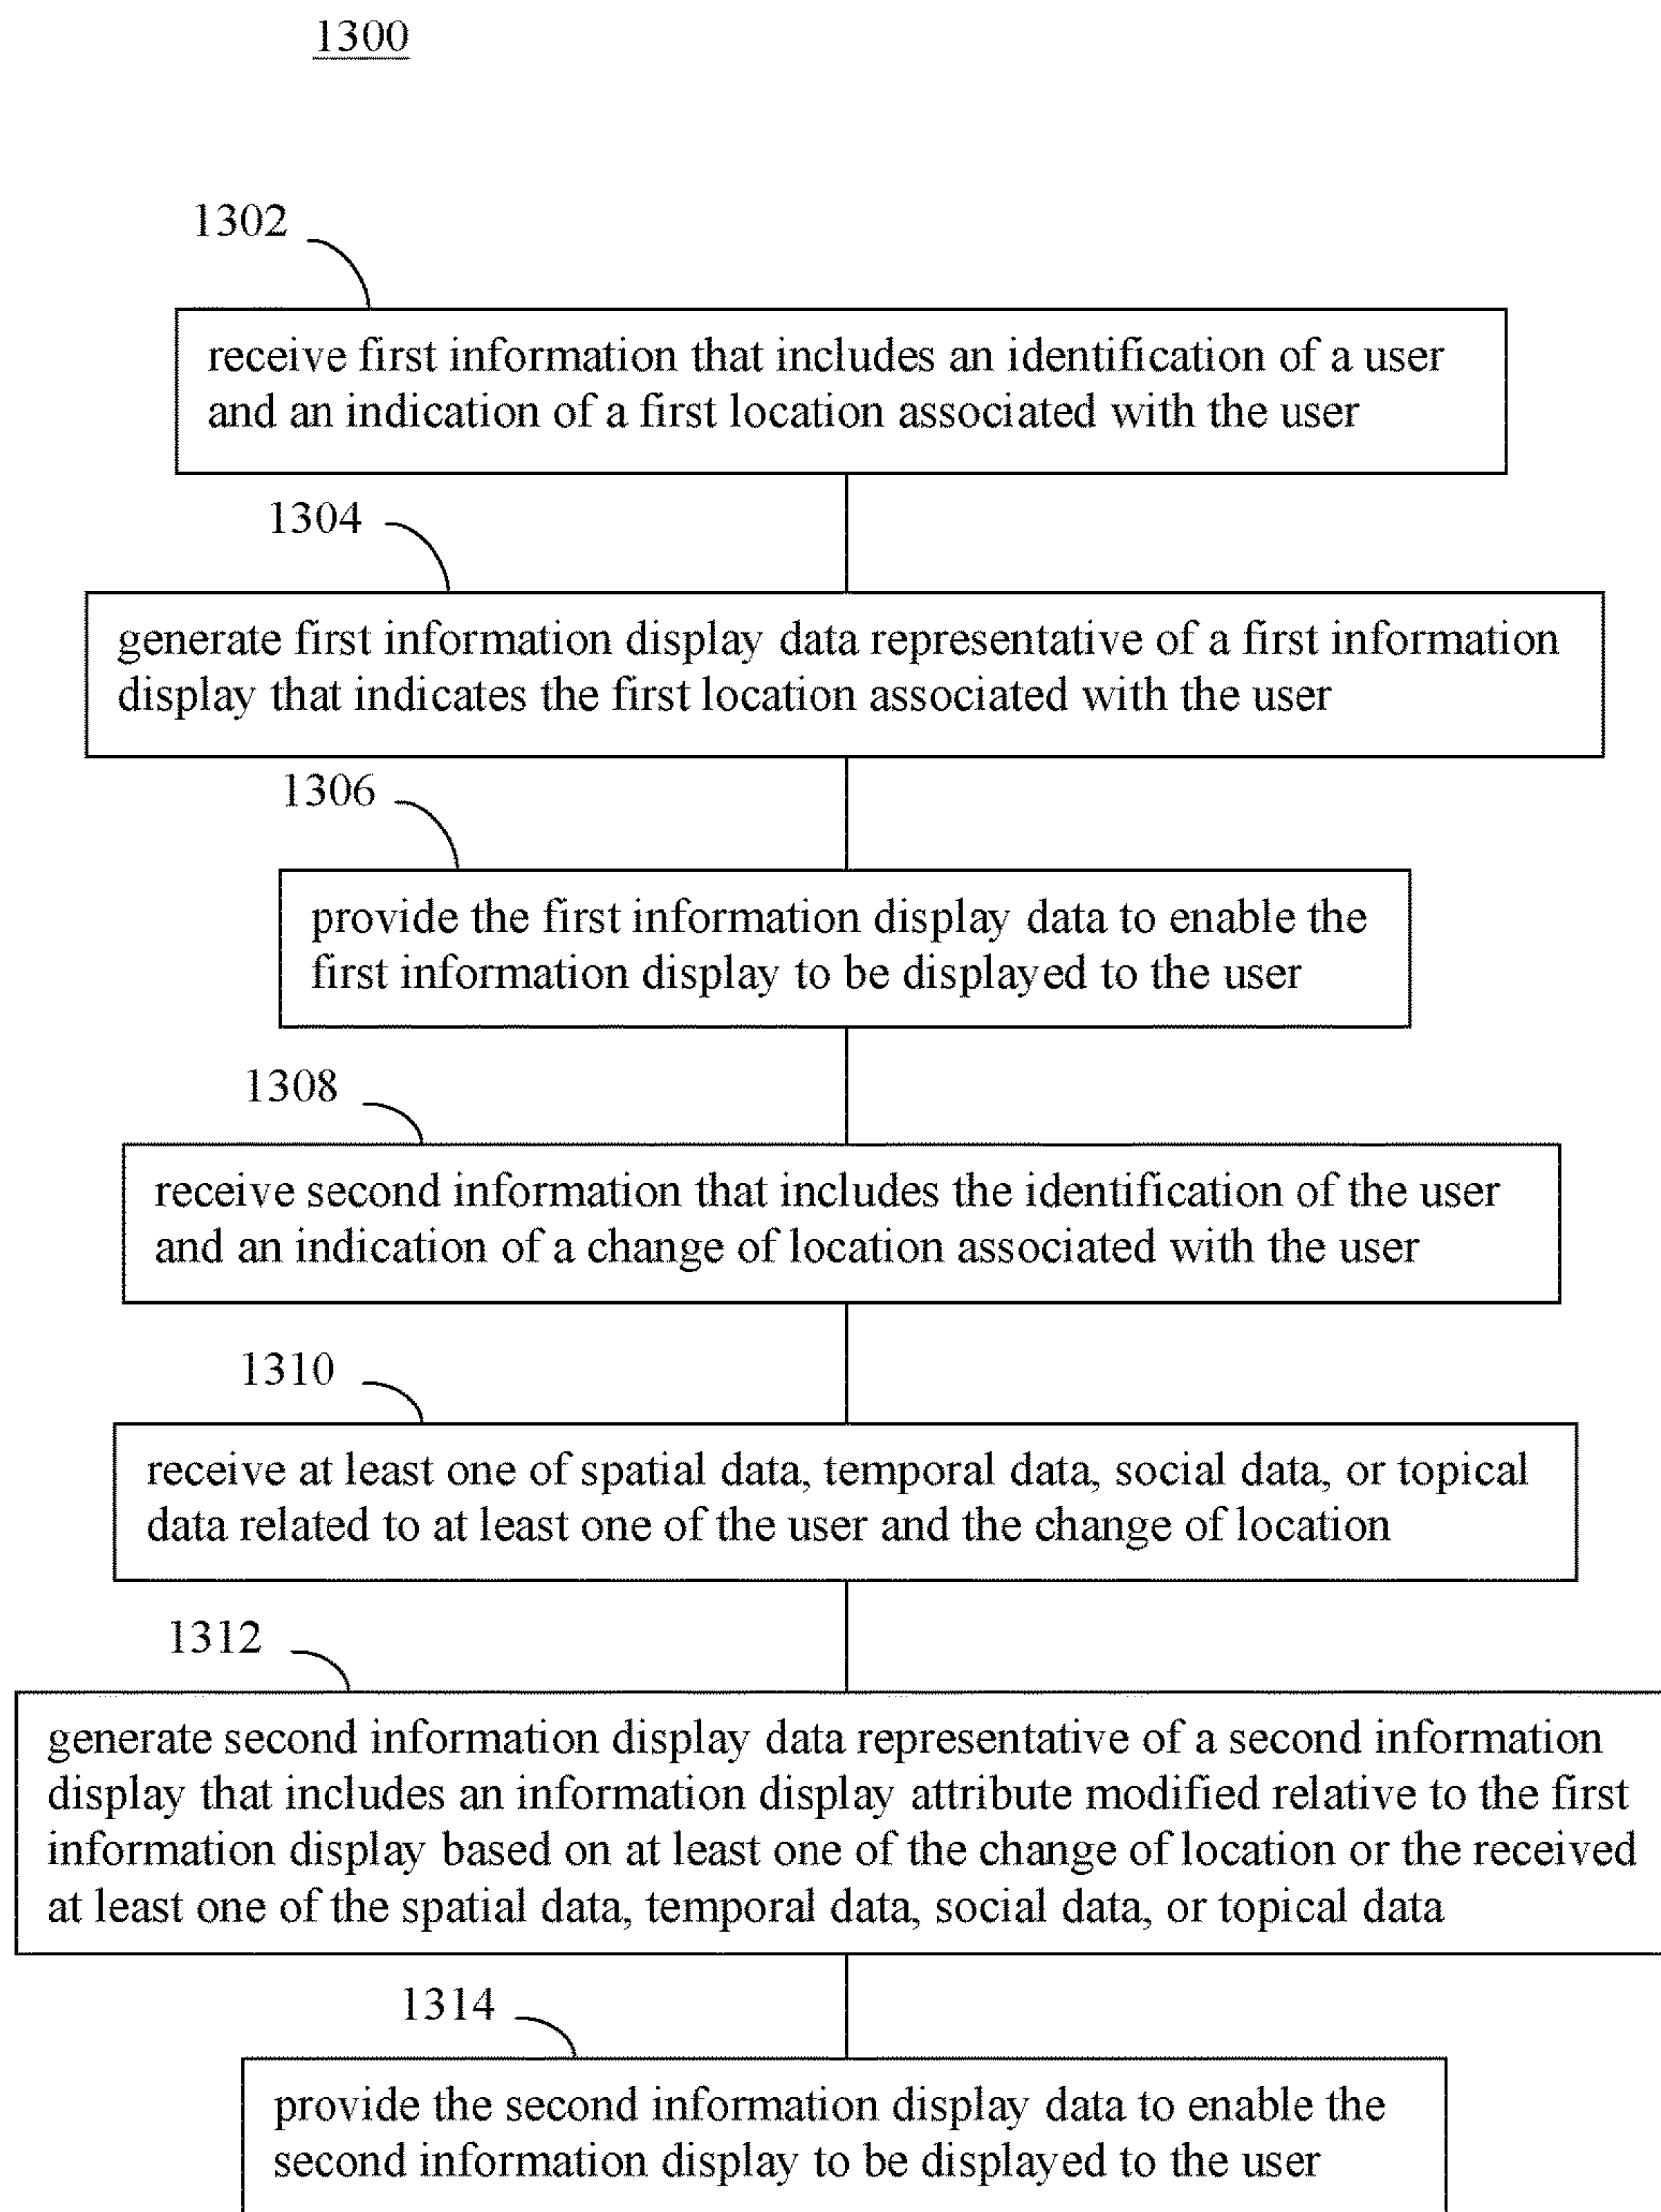 1300
1302
receive first information that includes an identification of a user
and an indication of a first location associated with the user
1304
generate first information display data representative of a first information
display that indicates the first location associated with the user
1306
provide the first information display data to enable the
first information display to be displayed to the user
1308
receive second information that includes the identification of the user
and an indication of a change of location associated with the user
1310
receive at least one of spatial data, temporal data, social data, or topical
data related to at least one of the user and the change of location
1312
generate second information display data representative of a second information
display that includes an information display attribute modified relative to the first
information display based on at least one of the change of location or the received
at least one of the spatial data, temporal data, social data, or topical data
1314
provide the second information display data to enable the
second information display to be displayed to the user